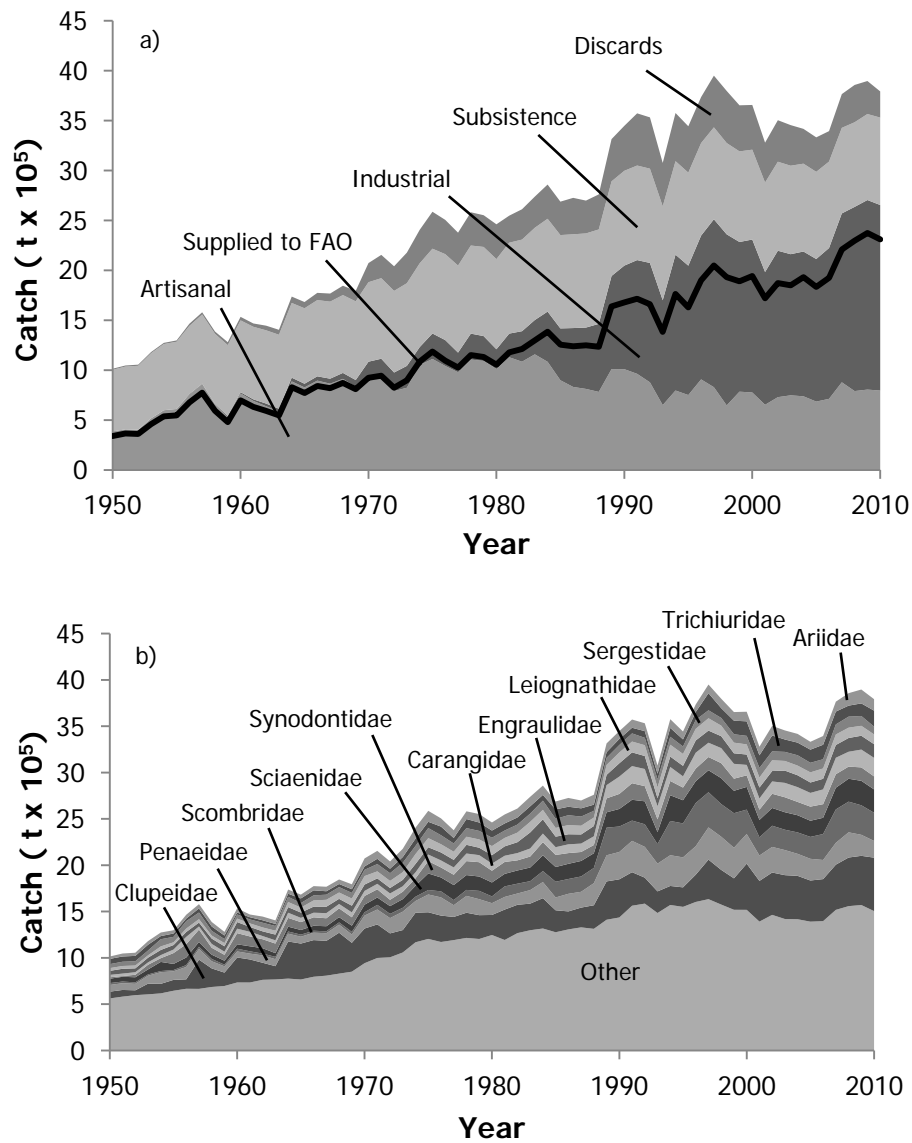 a)
45
40
35
30
25
20
15
10
5
0
Catch ( t x 10⁵)
Discards
Subsistence
Industrial
Supplied to FAO
Artisanal
1950 1960 1970 1980 1990 2000 2010
Year
b)
45
40
35
30
25
20
15
10
5
0
Catch ( t x 10⁵)
Trichiuridae
Ariidae
Sergestidae
Leiognathidae
Engraulidae
Synodontidae
Carangidae
Sciaenidae
Scombridae
Penaeidae
Clupeidae
Other
1950 1960 1970 1980 1990 2000 2010
Year